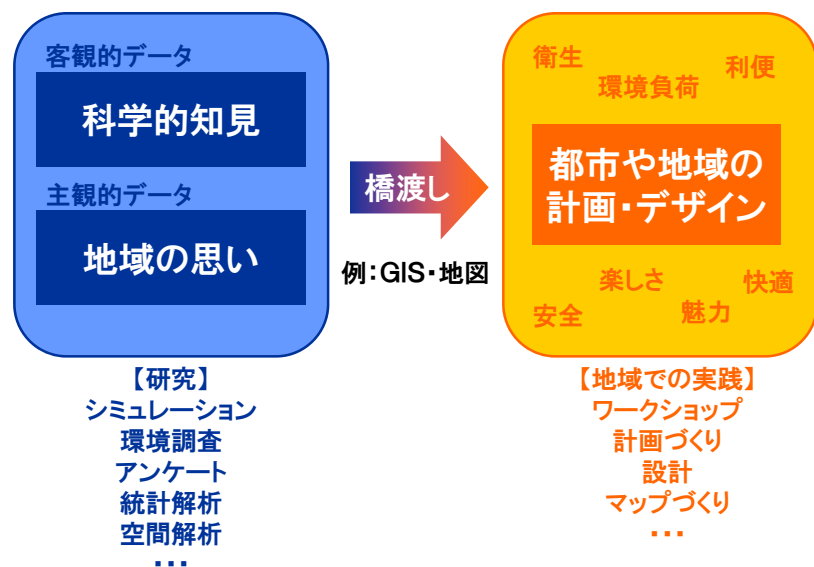 客観的データ
科学的知見
主観的データ
地域の思い
【研究】
シミュレーション
環境調査
アンケート
統計解析
空間解析
・・・
橋渡し
例：GIS・地図
衛生
環境負荷
利便
都市や地域の
計画・デザイン
楽しさ
快適
安全
魅力
【地域での実践】
ワークショップ
計画づくり
設計
マップづくり
・・・